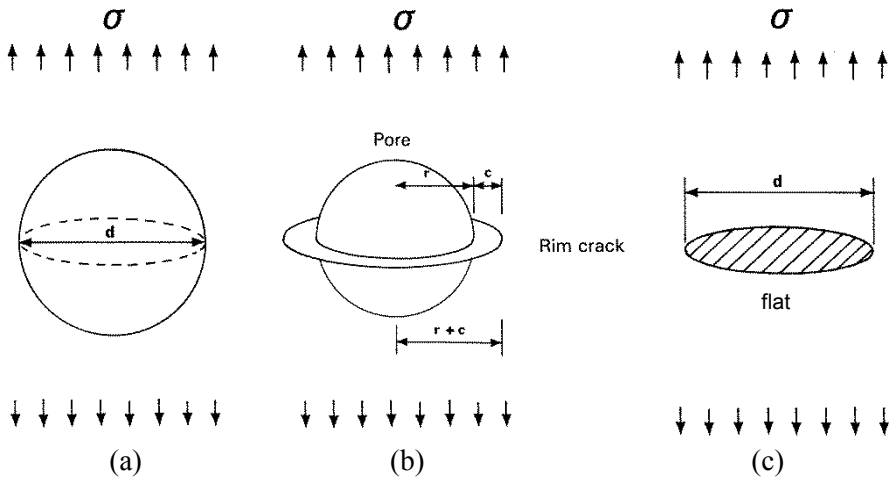 σ σ σ
Pore
r c
d
d
Rim crack
flat
r + c
(a) (b) (c)